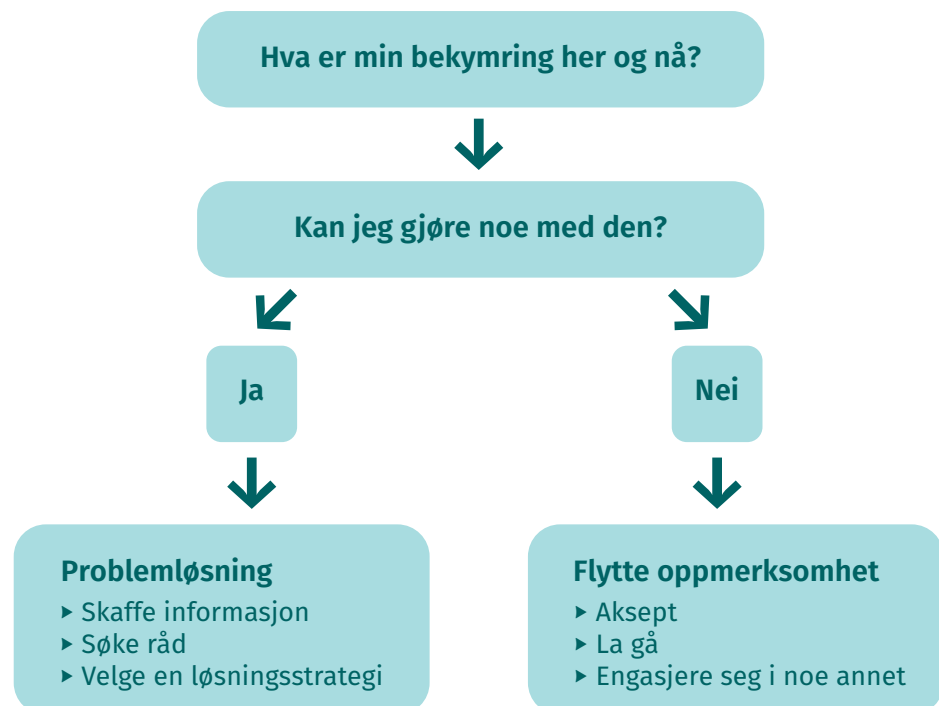 Hva er min bekymring her og nå?
Kan jeg gjøre noe med den?
Ja
Nei
Problemløsning
▸ Skaffe informasjon
▸ Søke råd
▸ Velge en løsningsstrategi
Flytte oppmerksomhet
▸ Aksept
▸ La gå
▸ Engasjere seg i noe annet